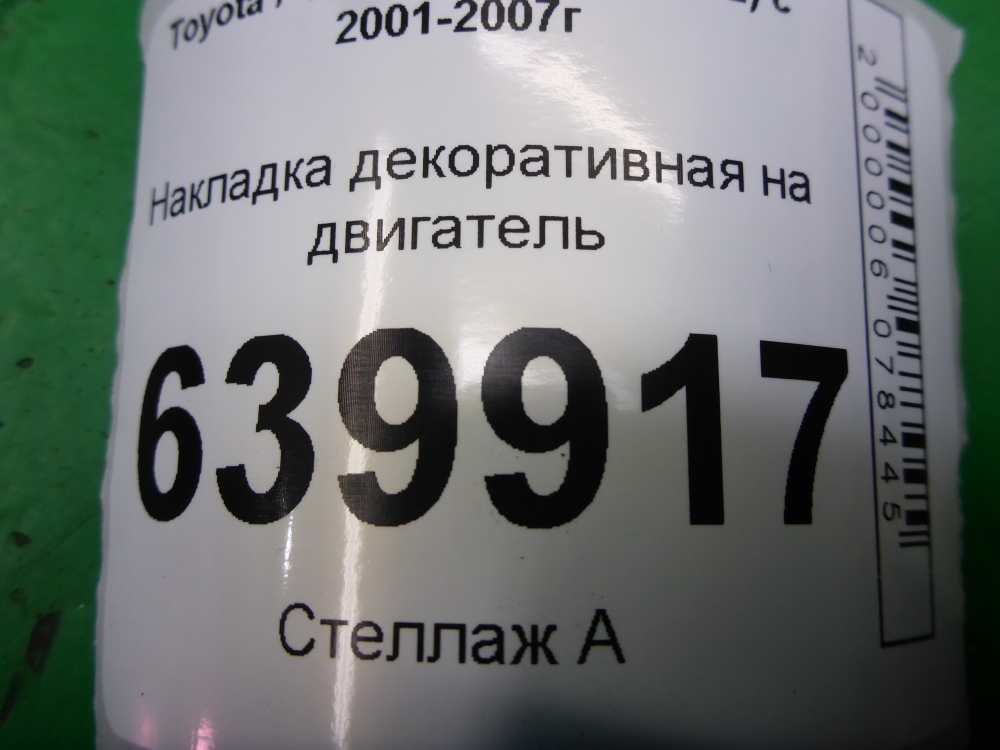 Toyota
2001-2007г
Накладка декоративная на
двигатель
639917
Стеллаж А
2000006078445